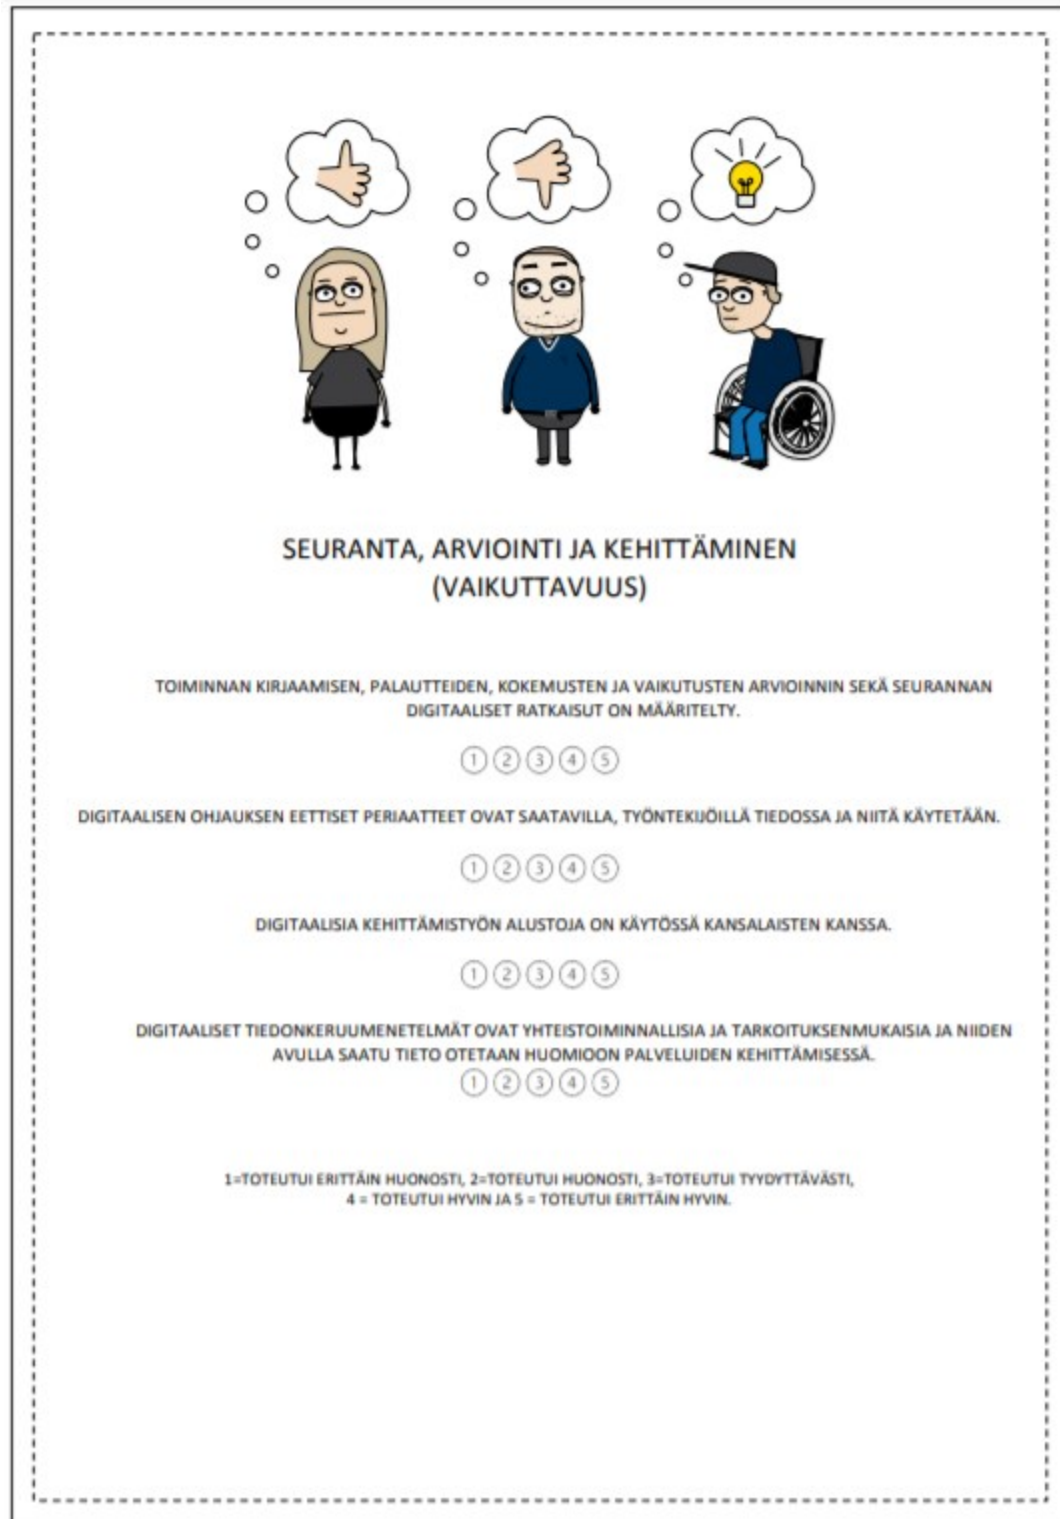 SEURANTA, ARVIOINTI JA KEHITTÄMINEN
(VAIKUTTAVUUS)
TOIMINNAN KIRJAAMISEN, PALAUTTEIDEN, KOKEMUSTEN JA VAIKUTUSTEN ARVIOINNIN SEKÄ SEURANNAN
DIGITAALISET RATKAISUT ON MÄÄRITELTY.
1 2 3 4 5
DIGITAALISEN OHJAUKSEN EETTISET PERIAATTEET OVAT SAATAVILLA, TYÖNTEKIJÖILLÄ TIEDOSSA JA NIITÄ KÄYTETÄÄN.
1 2 3 4 5
DIGITAALISIA KEHITTÄMISTYÖN ALUSTOJA ON KÄYTÖSSÄ KANSALAISTEN KANSSA.
1 2 3 4 5
DIGITAALISET TIEDONKERUUMENETELMÄT OVAT YHTEISTOIMINNALLISIA JA TARKOITUKSENMUKAISIA JA NIIDEN
AVULLA SAATU TIETO OTETAAN HUOMIOON PALVELUIDEN KEHITTÄMISESSÄ.
1 2 3 4 5
1=TOTEUTUI ERITTÄIN HUONOSTI, 2=TOTEUTUI HUONOSTI, 3=TOTEUTUI TYYDYTTÄVÄSTI,
4 = TOTEUTUI HYVIN JA 5 = TOTEUTUI ERITTÄIN HYVIN.